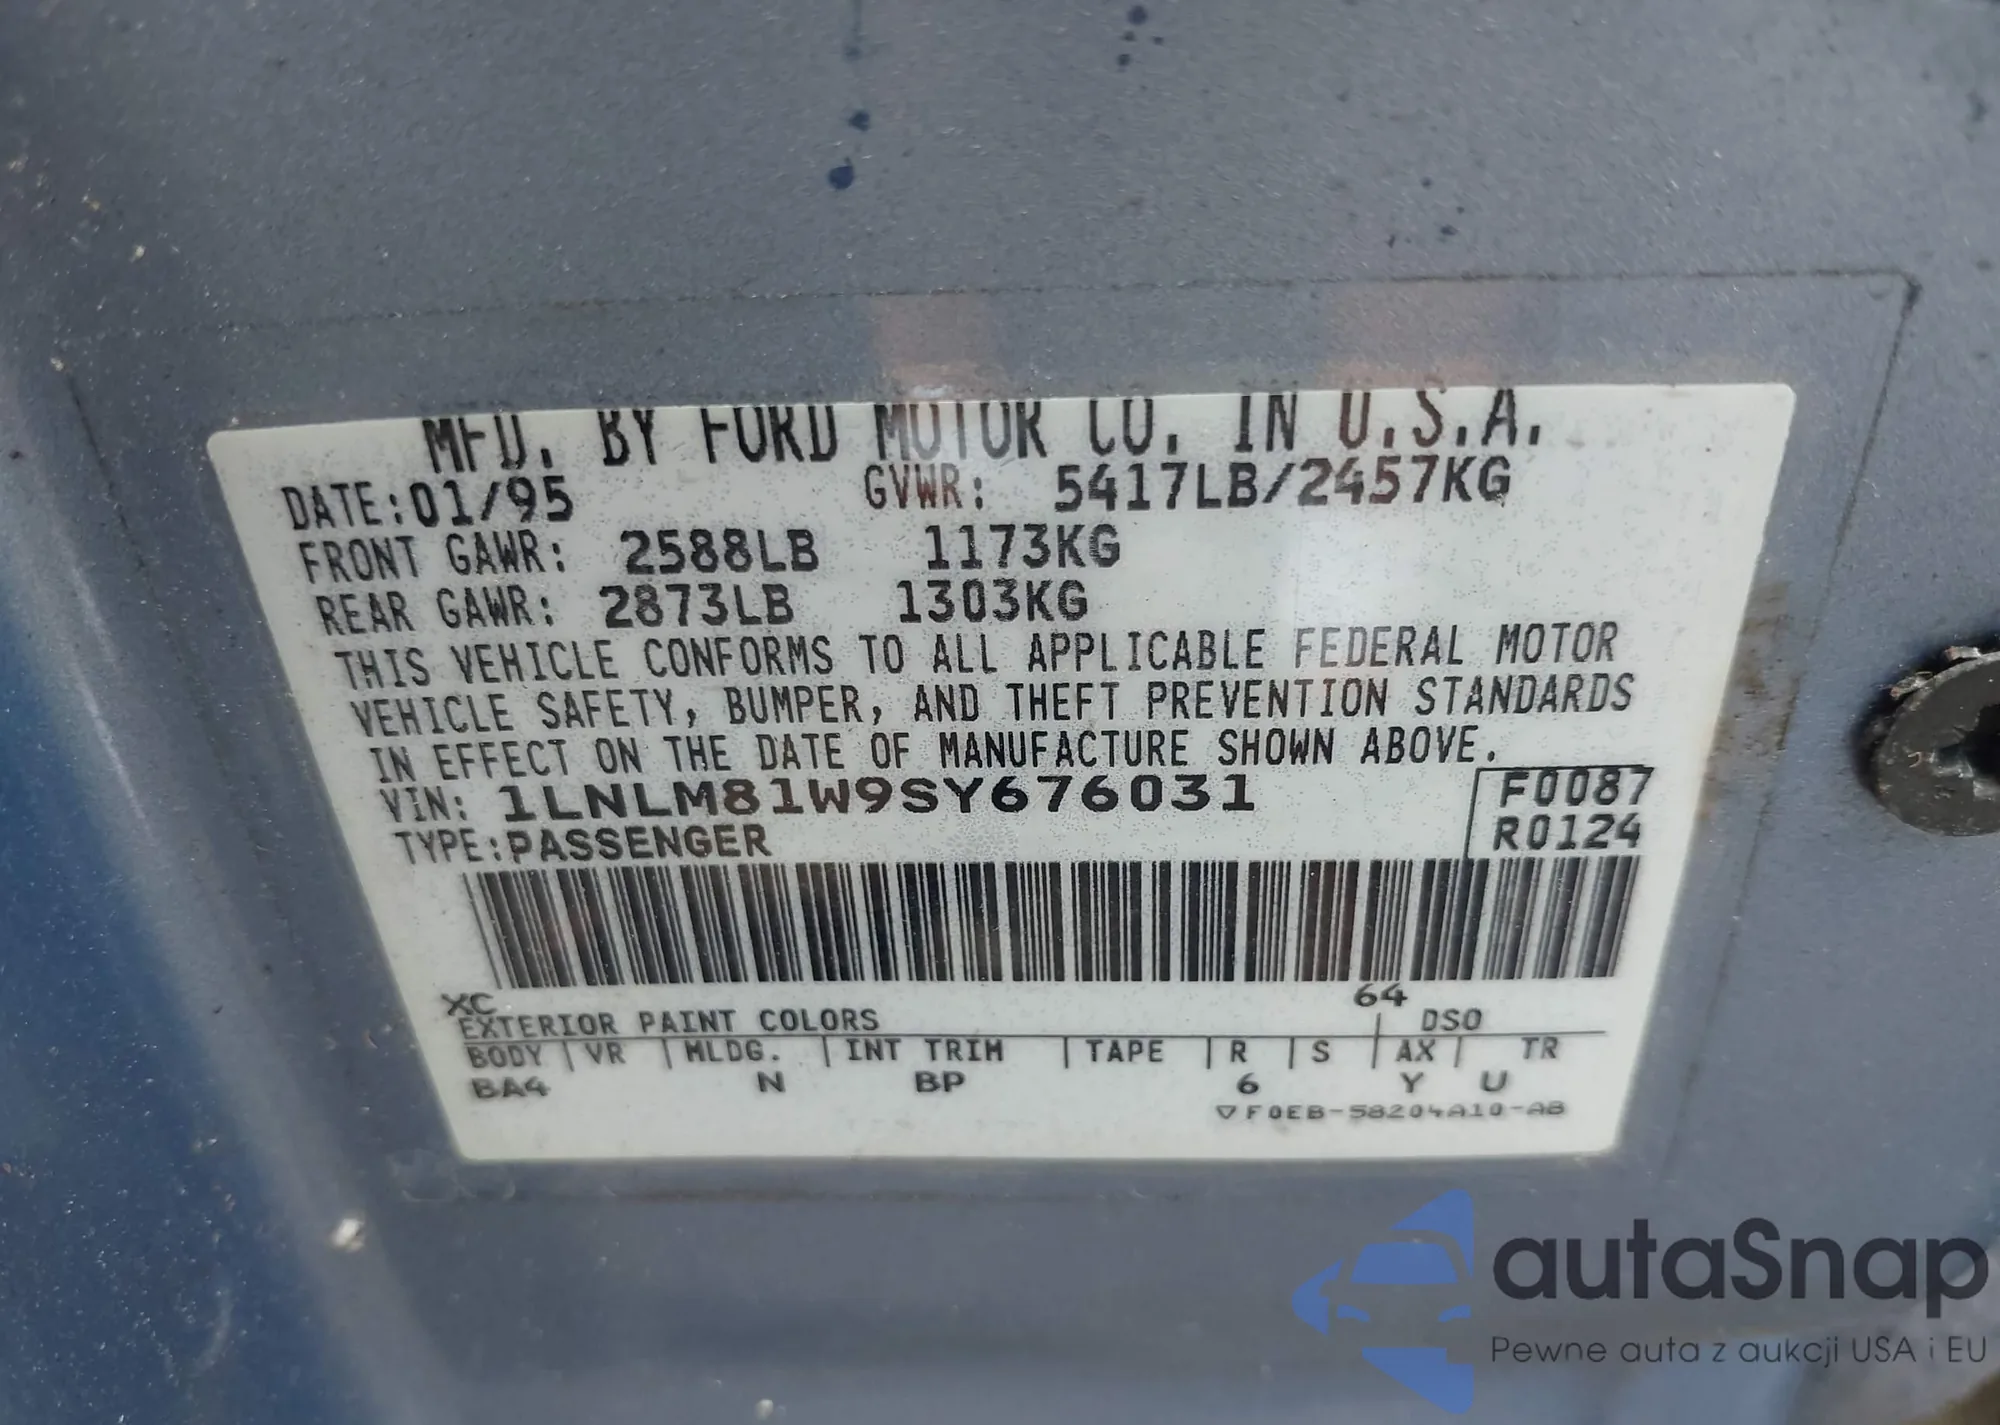 MFD. BY FORD MOTOR CO. IN U.S.A.
DATE:01/95 GVWR: 5417LB/2457KG
FRONT GAWR: 2588LB 1173KG
REAR GAWR: 2873LB 1303KG
THIS VEHICLE CONFORMS TO ALL APPLICABLE FEDERAL MOTOR
VEHICLE SAFETY, BUMPER, AND THEFT PREVENTION STANDARDS
IN EFFECT ON THE DATE OF MANUFACTURE SHOWN ABOVE.
VIN: 1LNLM81W9SY676031 F0087
TYPE:PASSENGER R0124
XC 64
EXTERIOR PAINT COLORS DSO
BODY | VR | MLDG. | INT TRIM | TAPE | R | S | AX | TR
BA4 N BP 6 Y U
▽F0EB-58204A10-AB
autaSnap
Pewne auta z aukcji USA i EU